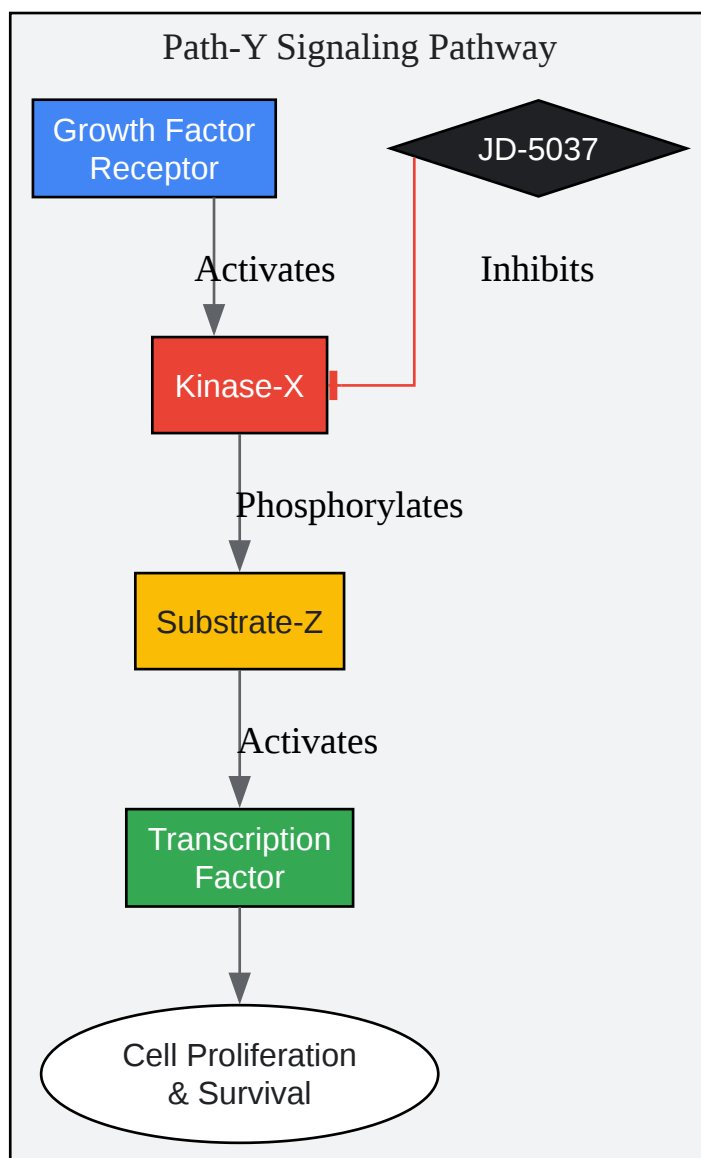 Path-Y Signaling Pathway
Growth Factor
Receptor
JD-5037
Activates
Inhibits
Kinase-X
Phosphorylates
Substrate-Z
Activates
Transcription
Factor
Cell Proliferation
& Survival